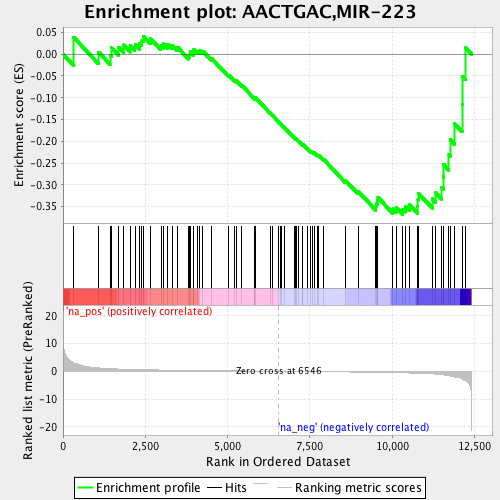 Enrichment plot: AACTGAC,MIR-223
Enrichment score (ES)
0.05
0.00
-0.05
-0.10
-0.15
-0.20
-0.25
-0.30
-0.35
'na_pos' (positively correlated)
Ranked list metric (PreRanked)
20
10
0
-10
-20
Zero cross at 6546
'na_neg' (negatively correlated)
0
2,500
5,000
7,500
10,000
12,500
Rank in Ordered Dataset
Enrichment profile
Hits
Ranking metric scores